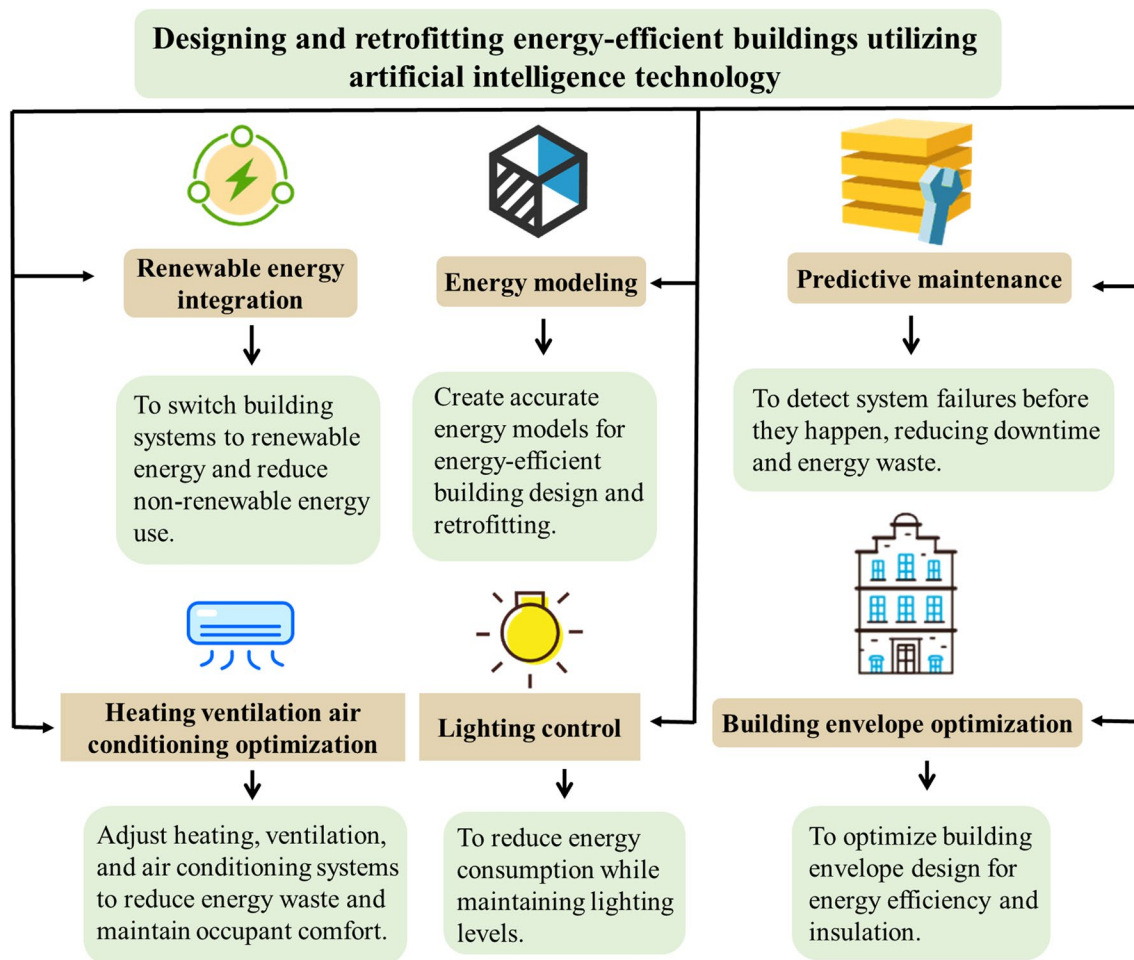 Designing and retrofitting energy-efficient buildings utilizing
artificial intelligence technology
Renewable energy
integration
Energy modeling
Predictive maintenance
To switch building
systems to renewable
energy and reduce
non-renewable energy
use.
Create accurate
energy models for
energy-efficient
building design and
retrofitting.
To detect system failures before
they happen, reducing downtime
and energy waste.
Heating ventilation air
conditioning optimization
Lighting control
Building envelope optimization
Adjust heating, ventilation,
and air conditioning systems
to reduce energy waste and
maintain occupant comfort.
To reduce energy
consumption while
maintaining lighting
levels.
To optimize building
envelope design for
energy efficiency and
insulation.